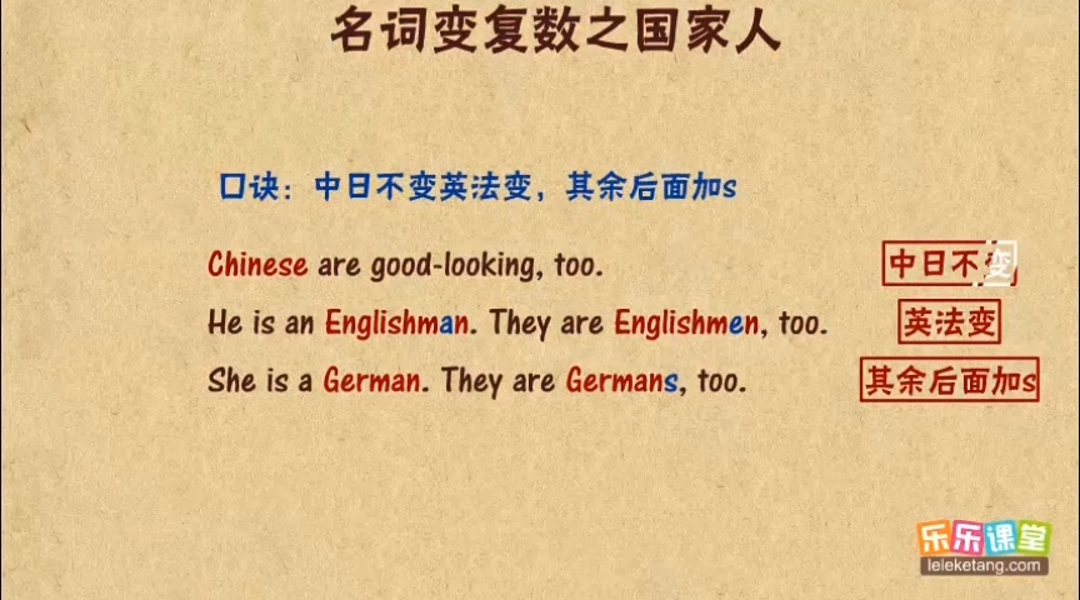 名词变复数之国家人
口诀：中日不变英法变，其余后面加s
Chinese are good-looking, too.
中日不变
He is an Englishman. They are Englishmen, too.
英法变
She is a German. They are Germans, too.
其余后面加s
乐乐课堂
leleketang.com